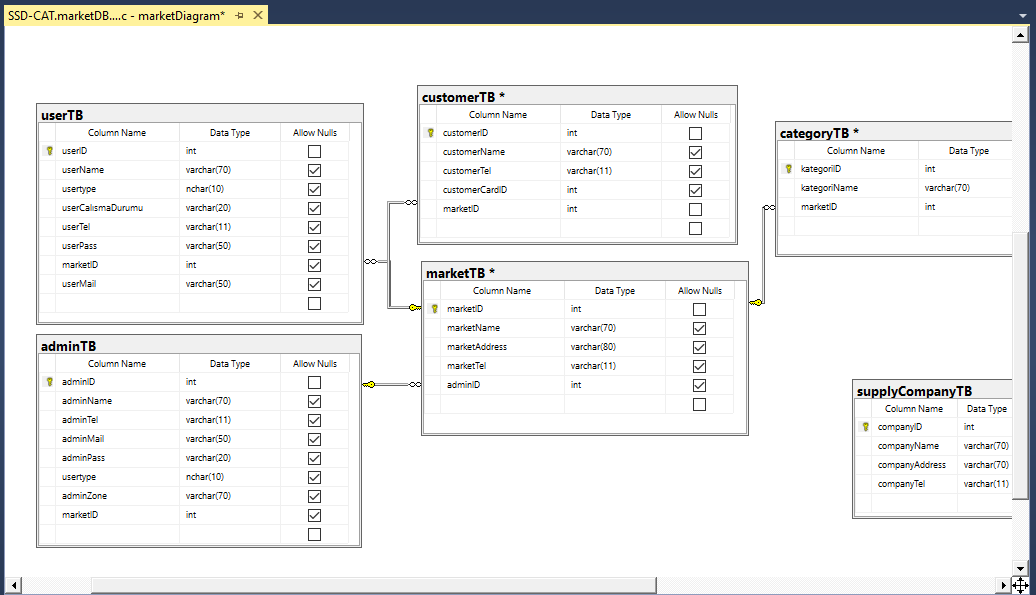 SSD-CAT.marketDB....c - marketDiagram*
userTB
Column Name Data Type Allow Nulls
userID int
userName varchar(70)
usertype nchar(10)
userCalısmaDurumu varchar(20)
userTel varchar(11)
userPass varchar(50)
marketID int
userMail varchar(50)
adminTB
Column Name Data Type Allow Nulls
adminID int
adminName varchar(70)
adminTel varchar(11)
adminMail varchar(50)
adminPass varchar(20)
usertype nchar(10)
adminZone varchar(70)
marketID int
customerTB *
Column Name Data Type Allow Nulls
customerID int
customerName varchar(70)
customerTel varchar(11)
customerCardID int
marketID int
marketTB *
Column Name Data Type Allow Nulls
marketID int
marketName varchar(70)
marketAddress varchar(80)
marketTel varchar(11)
adminID int
categoryTB *
Column Name Data Type
kategoriID int
kategoriName varchar(70)
marketID int
supplyCompanyTB
Column Name Data Type
companyID int
companyName varchar(70)
companyAddress varchar(70)
companyTel varchar(11)